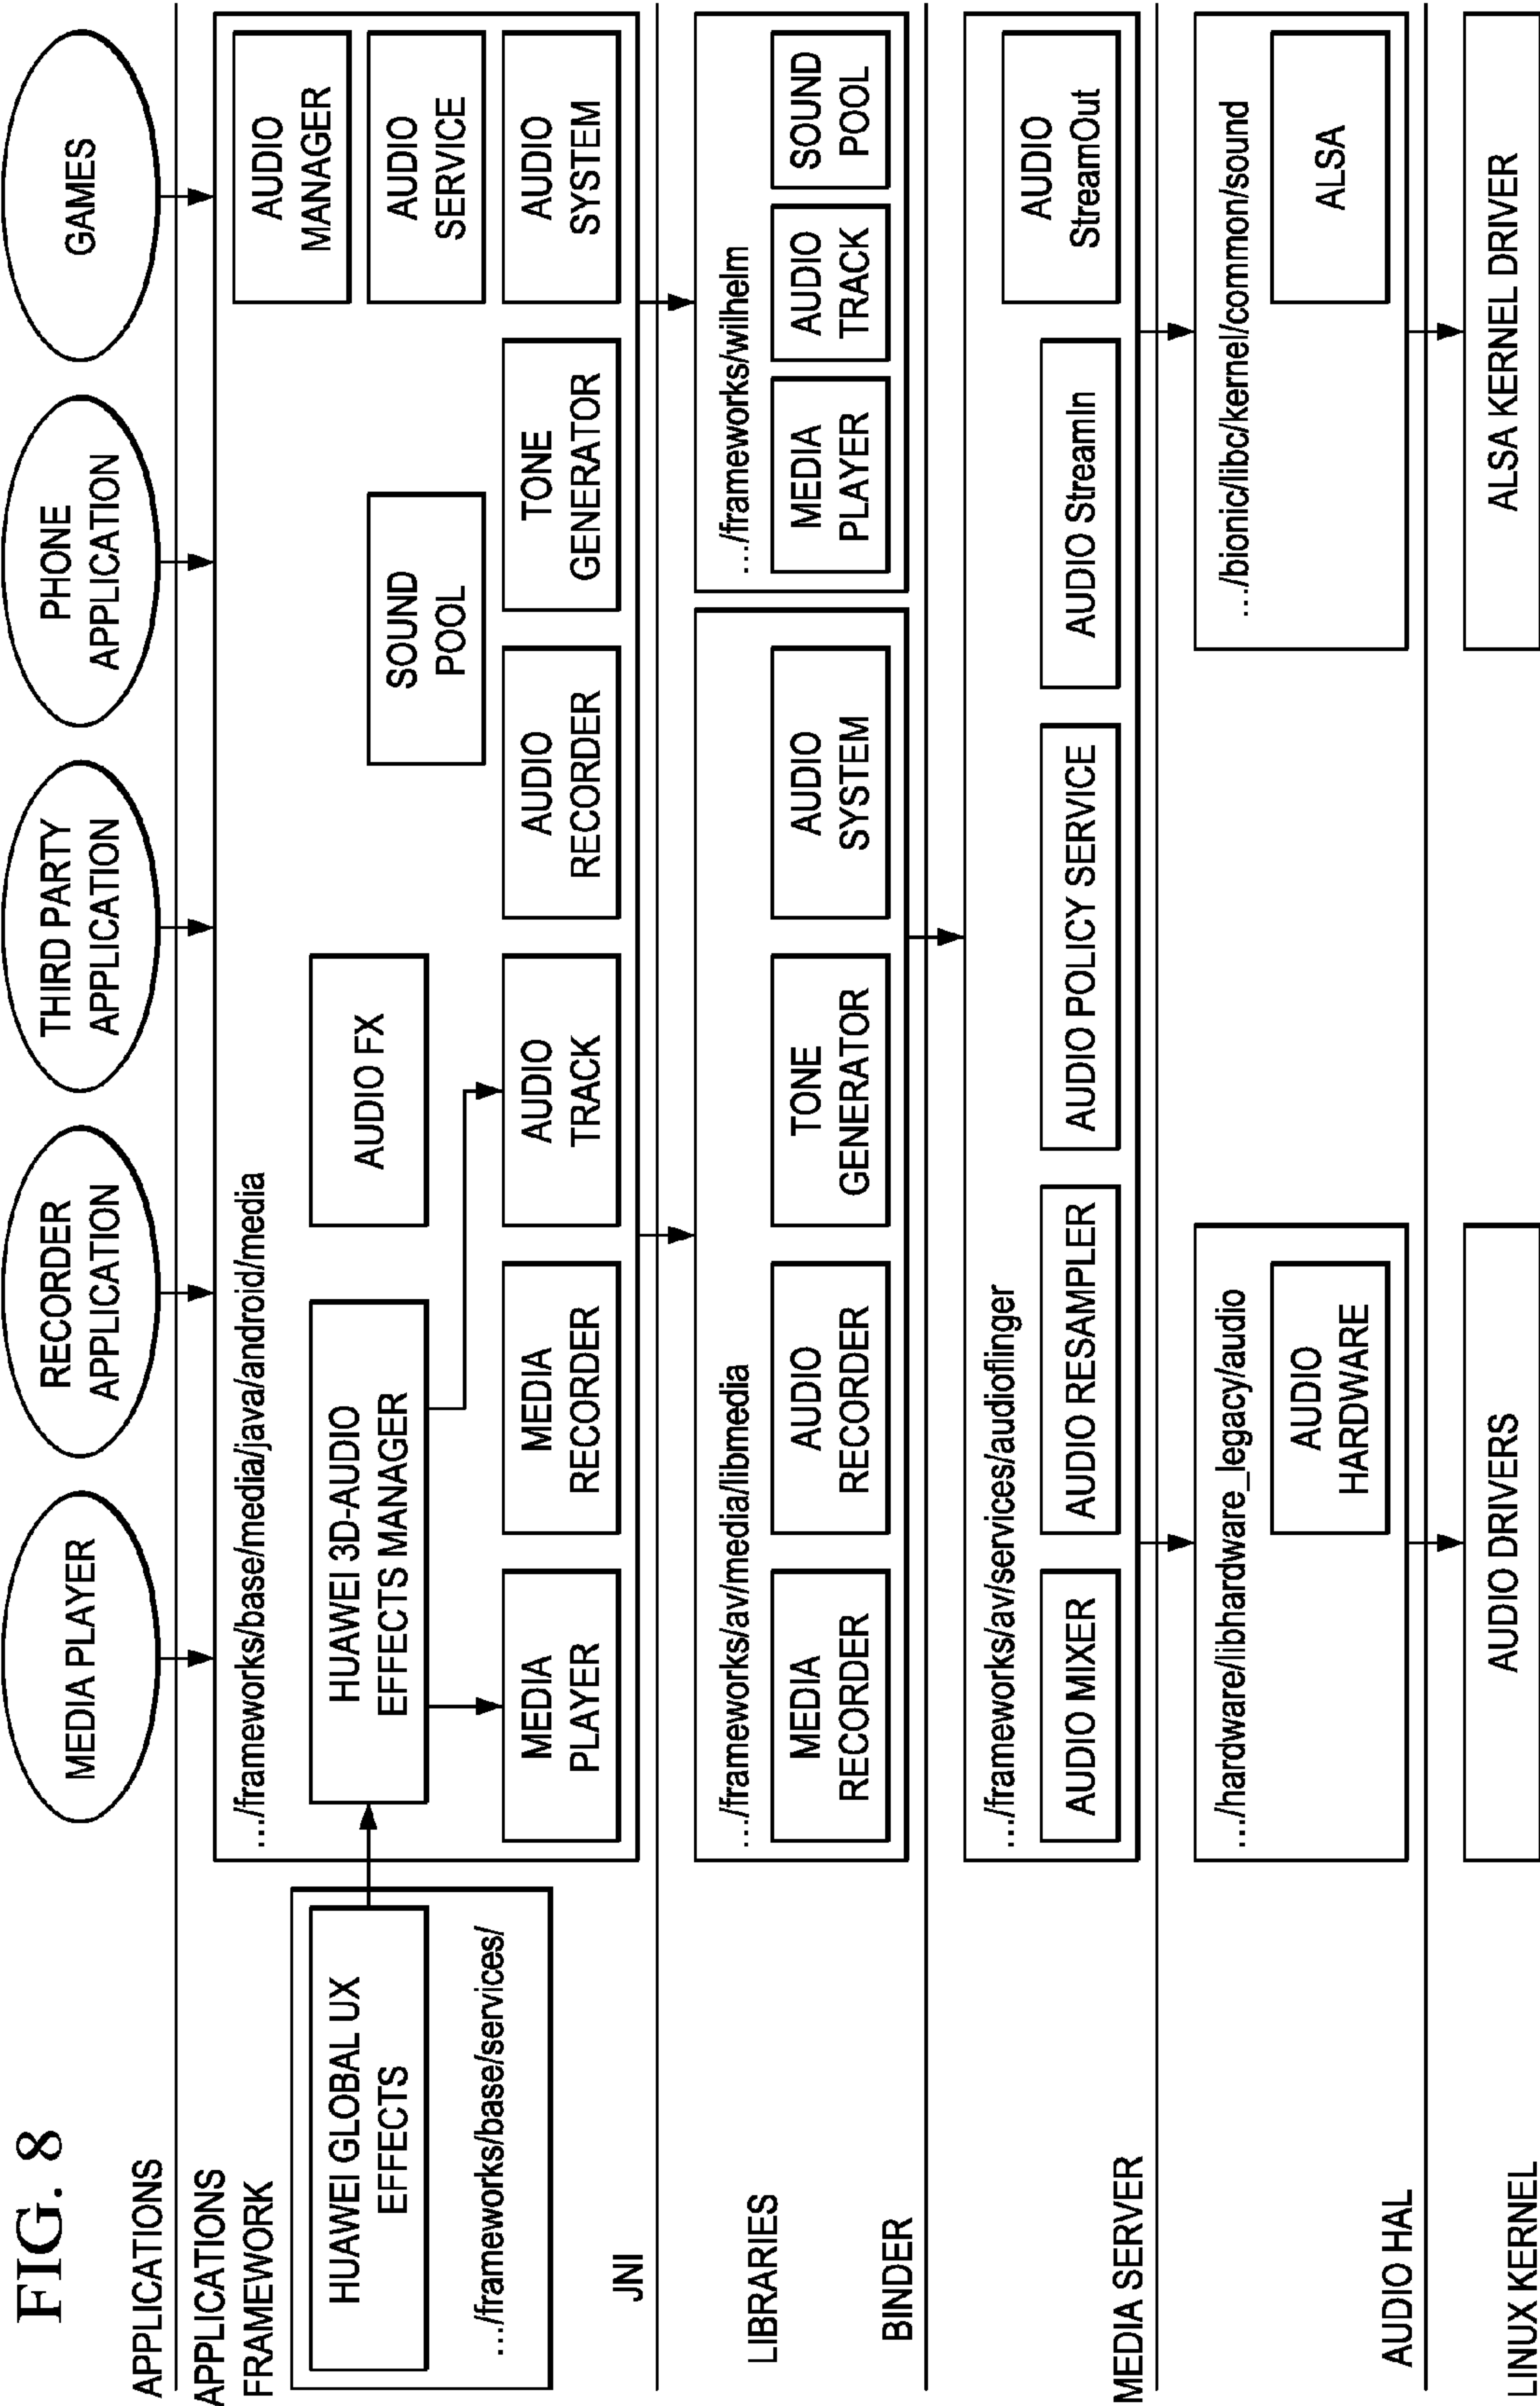 FIG. 8
APPLICATIONS
MEDIA PLAYER
RECORDER
APPLICATION
THIRD PARTY
APPLICATION
PHONE
APPLICATION
GAMES
APPLICATIONS
FRAMEWORK
HUAWEI GLOBAL UX
EFFECTS
.../frameworks/base/services/
.../frameworks/base/media/java/android/media
HUAWEI 3D-AUDIO
EFFECTS MANAGER
AUDIO FX
SOUND
POOL
AUDIO
MANAGER
AUDIO
SERVICE
MEDIA
PLAYER
MEDIA
RECORDER
AUDIO
TRACK
AUDIO
RECORDER
TONE
GENERATOR
AUDIO
SYSTEM
JNI
LIBRARIES
.../frameworks/av/media/libmedia
MEDIA
RECORDER
AUDIO
RECORDER
TONE
GENERATOR
AUDIO
SYSTEM
.../frameworks/wilhelm
MEDIA
PLAYER
AUDIO
TRACK
SOUND
POOL
BINDER
.../frameworks/av/services/audioflinger
AUDIO MIXER
AUDIO RESAMPLER
AUDIO POLICY SERVICE
AUDIO StreamIn
AUDIO
StreamOut
MEDIA SERVER
.../hardware/libhardware_legacy/audio
AUDIO
HARDWARE
.../bionic/libc/kernel/common/sound
ALSA
AUDIO HAL
LINUX KERNEL
AUDIO DRIVERS
ALSA KERNEL DRIVER